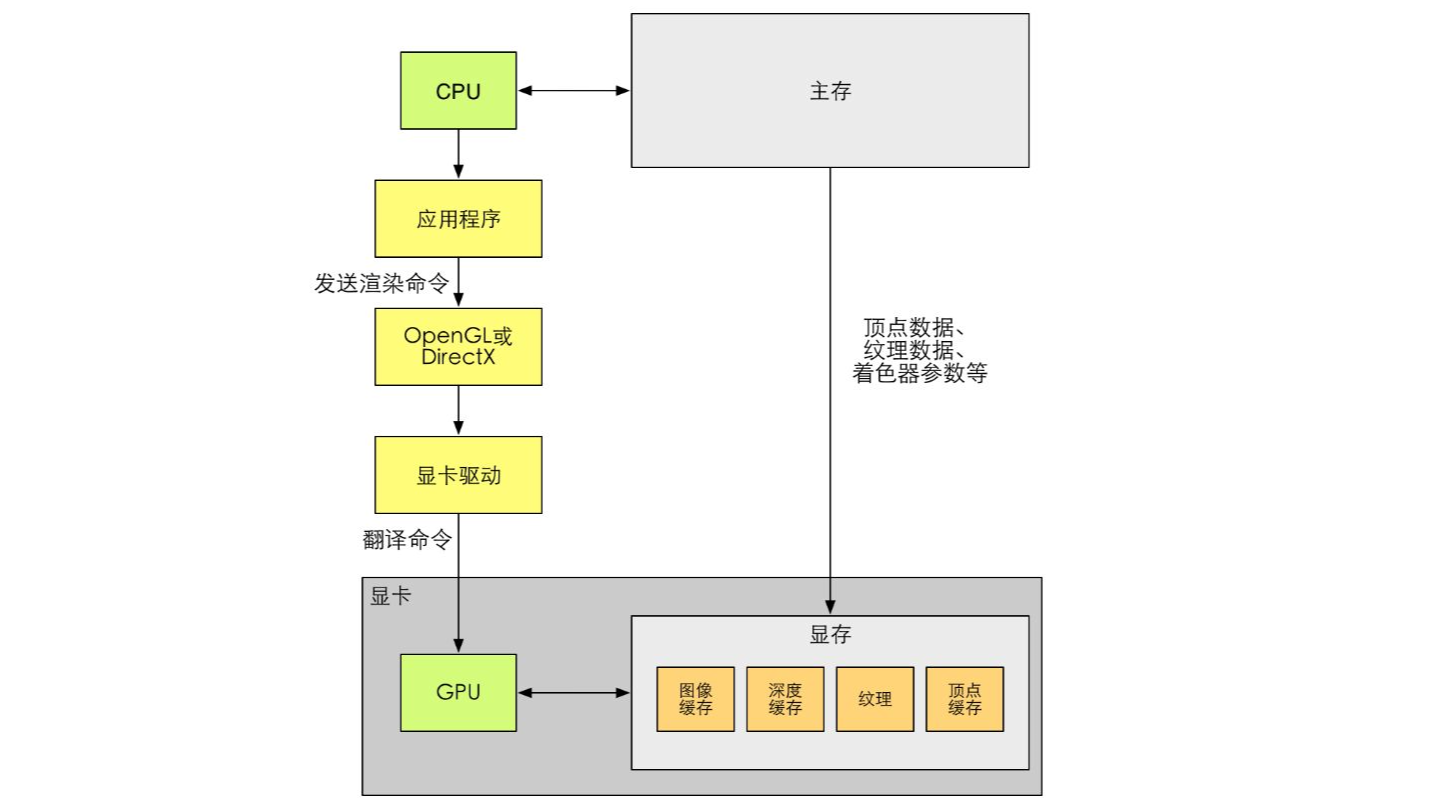 CPU
主存
应用程序
发送渲染命令
OpenGL或
DirectX
顶点数据、
纹理数据、
着色器参数等
显卡驱动
翻译命令
显卡
显存
GPU
图像
缓存
深度
缓存
纹理
顶点
缓存